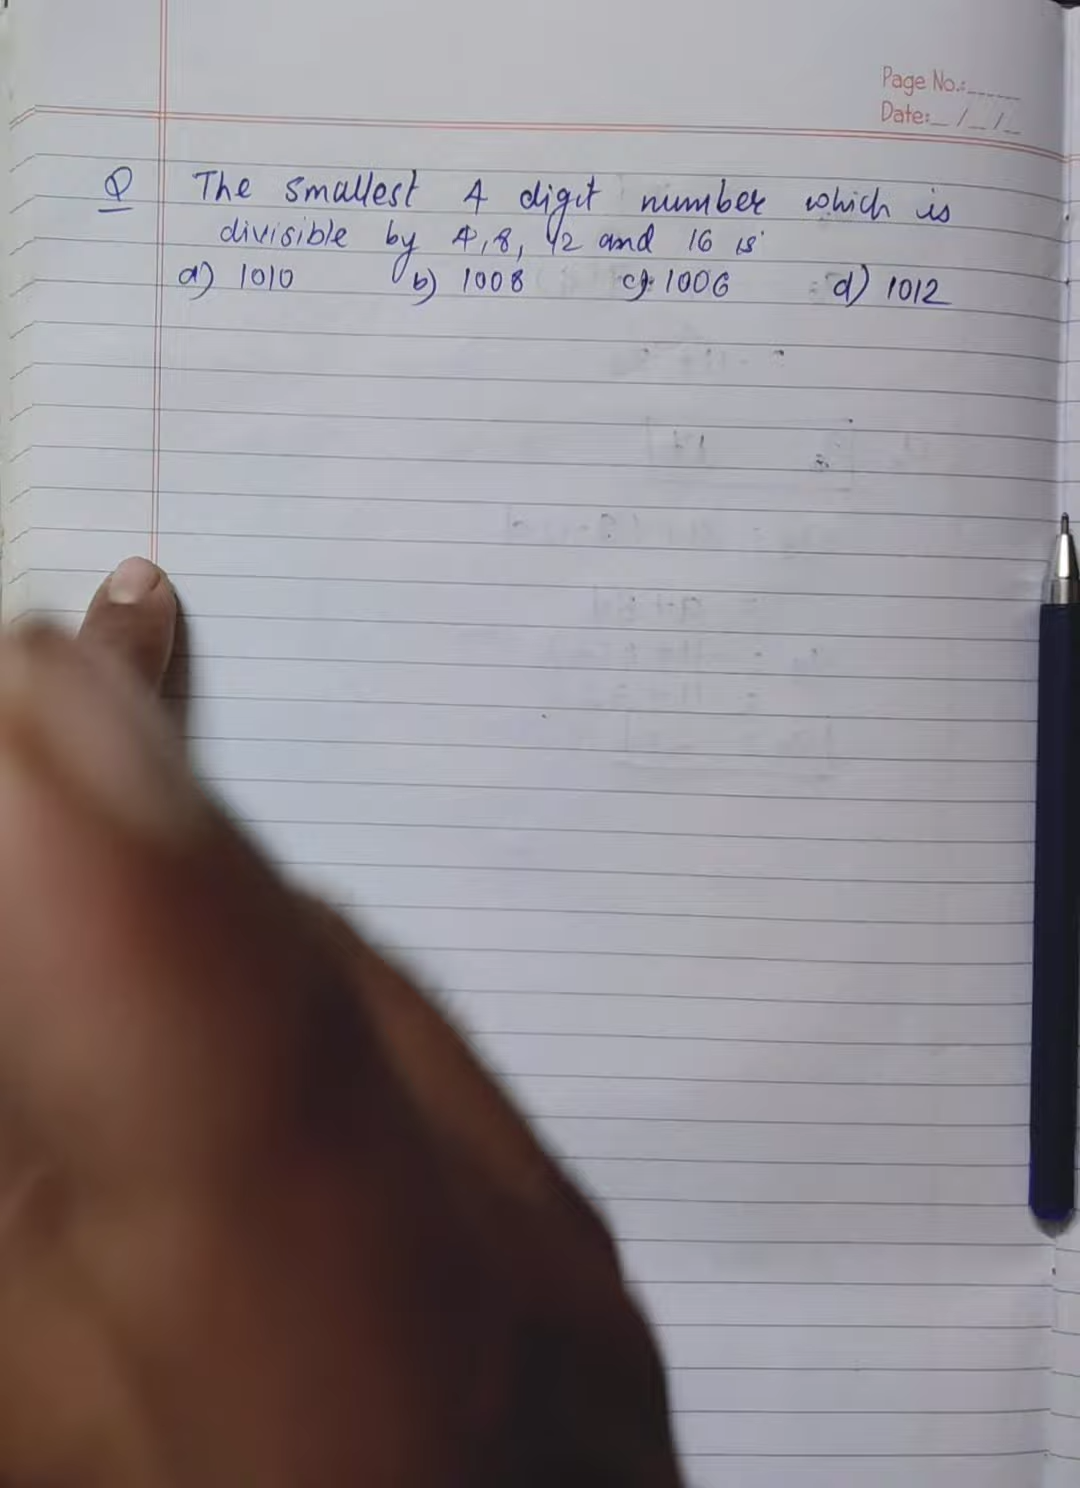 Page No.:
Date: / /
Q The smallest 4 digit number which is
divisible by 4, 8, 12 and 16 is
a) 1010 b) 1008 c) 1006 d) 1012